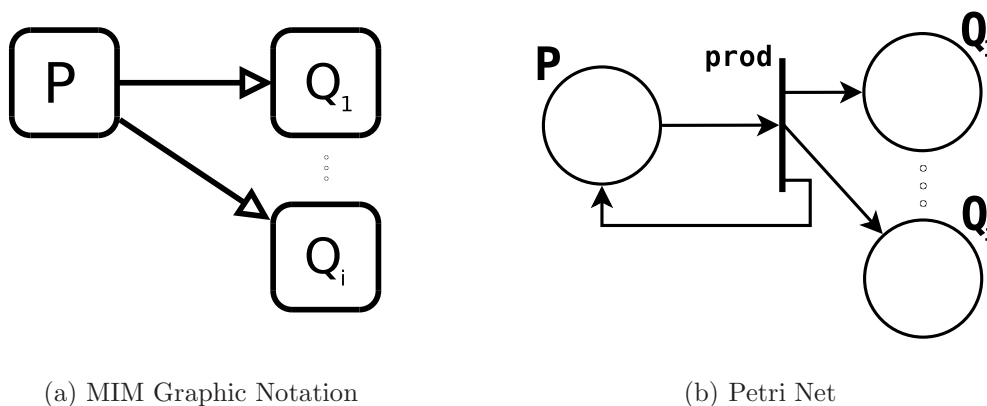 P
Q1
Qi
(a) MIM Graphic Notation
P
prod
Q
Q
(b) Petri Net